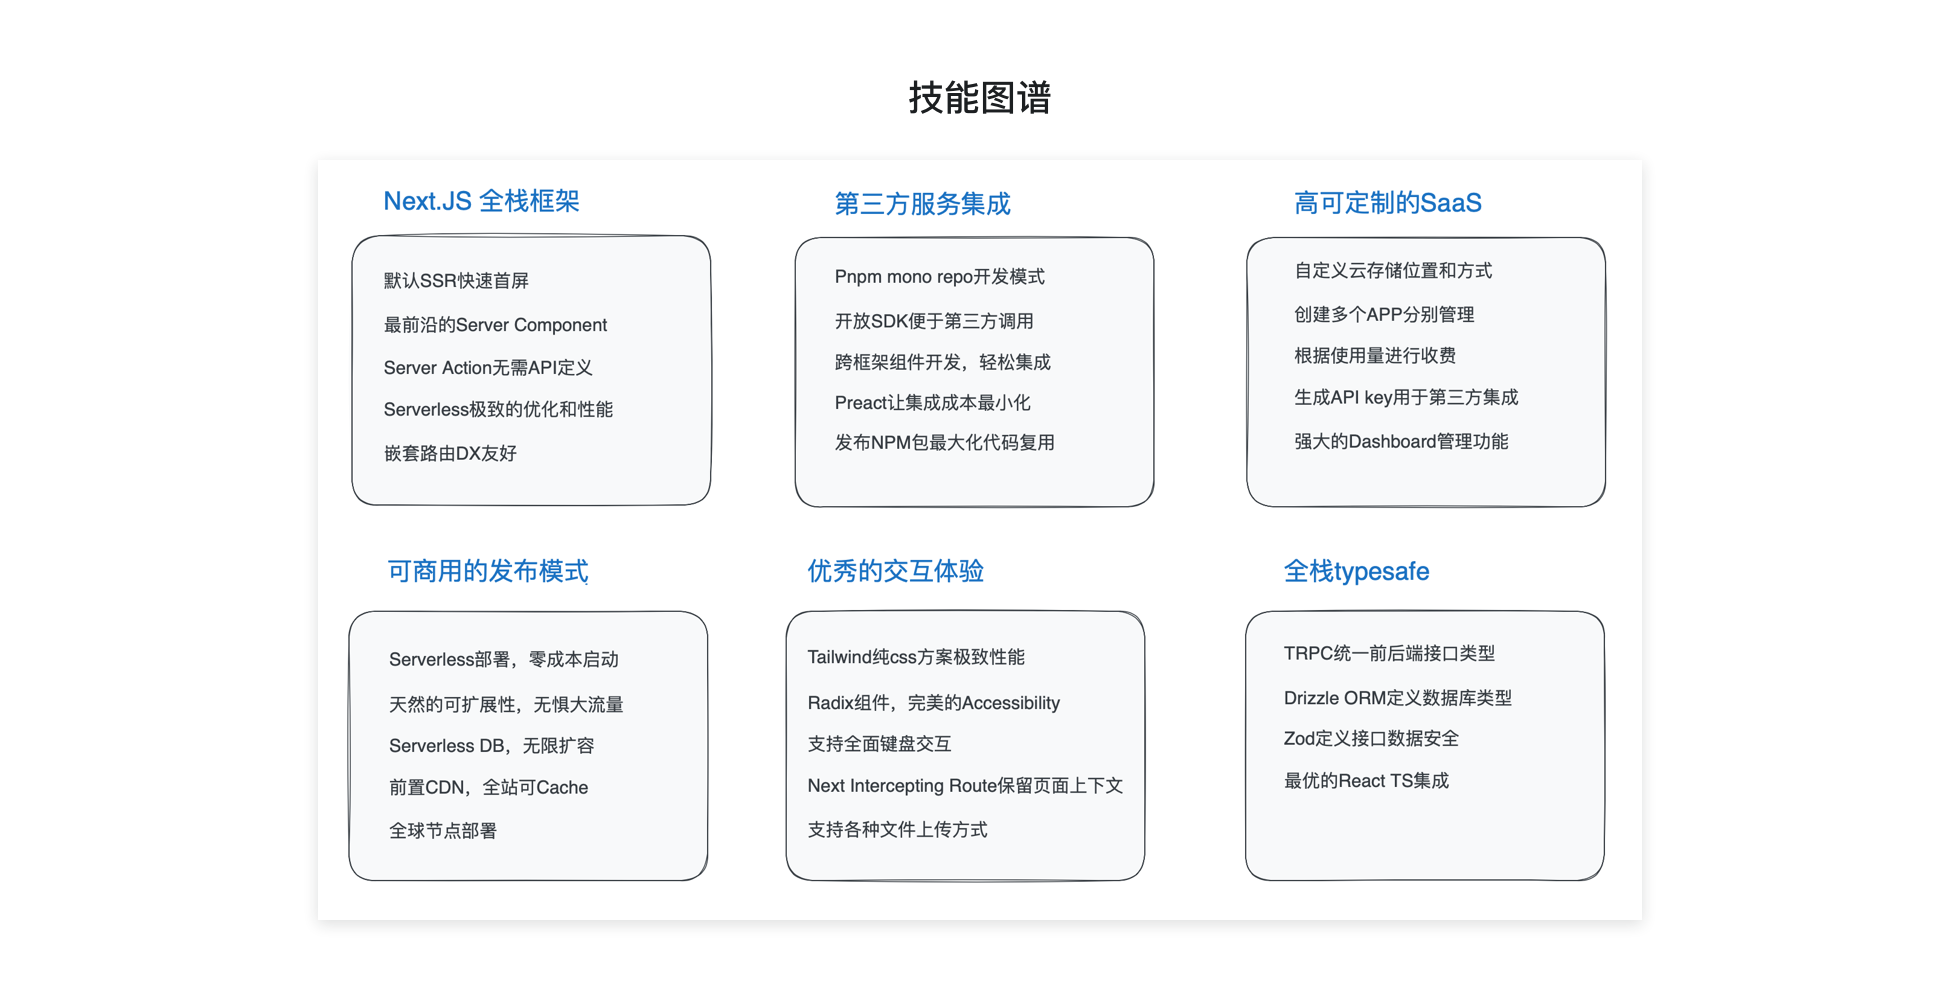 技能图谱
Next.JS 全栈框架
默认SSR快速首屏
最前沿的Server Component
Server Action无需API定义
Serverless极致的优化和性能
嵌套路由DX友好
第三方服务集成
Pnpm mono repo开发模式
开放SDK便于第三方调用
跨框架组件开发，轻松集成
Preact让集成成本最小化
发布NPM包最大化代码复用
高可定制的SaaS
自定义云存储位置和方式
创建多个APP分别管理
根据使用量进行收费
生成API key用于第三方集成
强大的Dashboard管理功能
可商用的发布模式
Serverless部署，零成本启动
天然的可扩展性，无惧大流量
Serverless DB，无限扩容
前置CDN，全站可Cache
全球节点部署
优秀的交互体验
Tailwind纯css方案极致性能
Radix组件，完美的Accessibility
支持全面键盘交互
Next Intercepting Route保留页面上下文
支持各种文件上传方式
全栈typesafe
TRPC统一前后端接口类型
Drizzle ORM定义数据库类型
Zod定义接口数据安全
最优的React TS集成